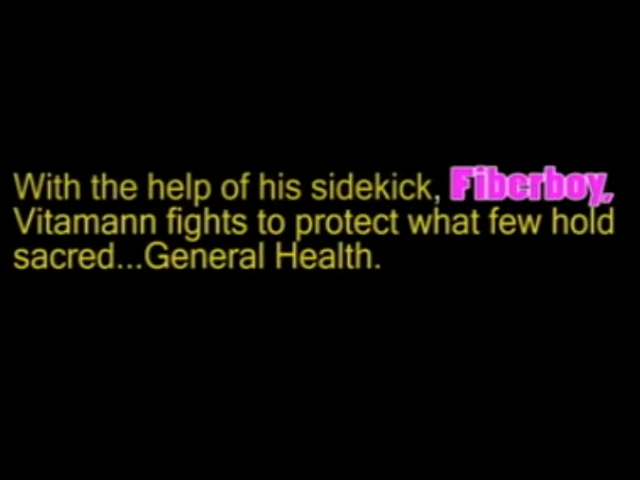 With the help of his sidekick, Fiberboy,
Vitamann fights to protect what few hold
sacred...General Health.